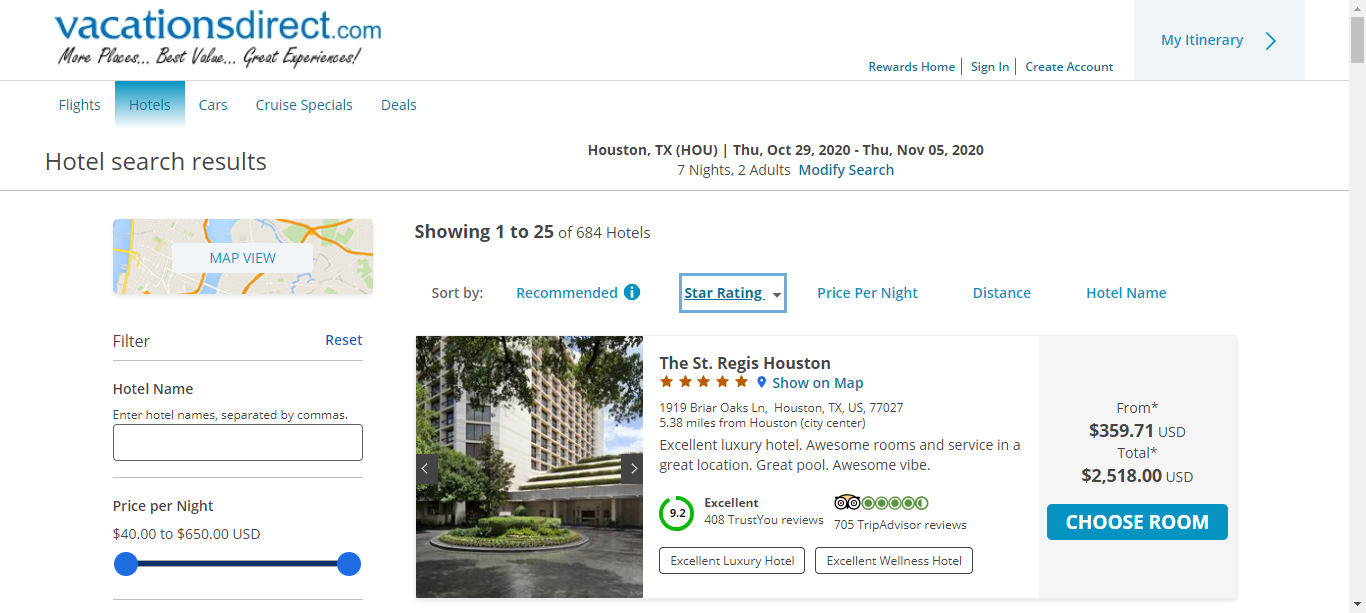 vacationsdirect.com
More Places... Best Value... Great Experiences!
My Itinerary
Rewards Home Sign In Create Account
Flights Hotels Cars Cruise Specials Deals
Hotel search results
Houston, TX (HOU) | Thu, Oct 29, 2020 - Thu, Nov 05, 2020
7 Nights, 2 Adults Modify Search
MAP VIEW
Filter Reset
Hotel Name
Enter hotel names, separated by commas.
Price per Night
$40.00 to $650.00 USD
Showing 1 to 25 of 684 Hotels
Sort by: Recommended i Star Rating Price Per Night Distance Hotel Name
The St. Regis Houston
Show on Map
1919 Briar Oaks Ln, Houston, TX, US, 77027
5.38 miles from Houston (city center)
Excellent luxury hotel. Awesome rooms and service in a
great location. Great pool. Awesome vibe.
9.2
Excellent
408 TrustYou reviews
705 TripAdvisor reviews
Excellent Luxury Hotel
Excellent Wellness Hotel
From*
$359.71 USD
Total*
$2,518.00 USD
CHOOSE ROOM